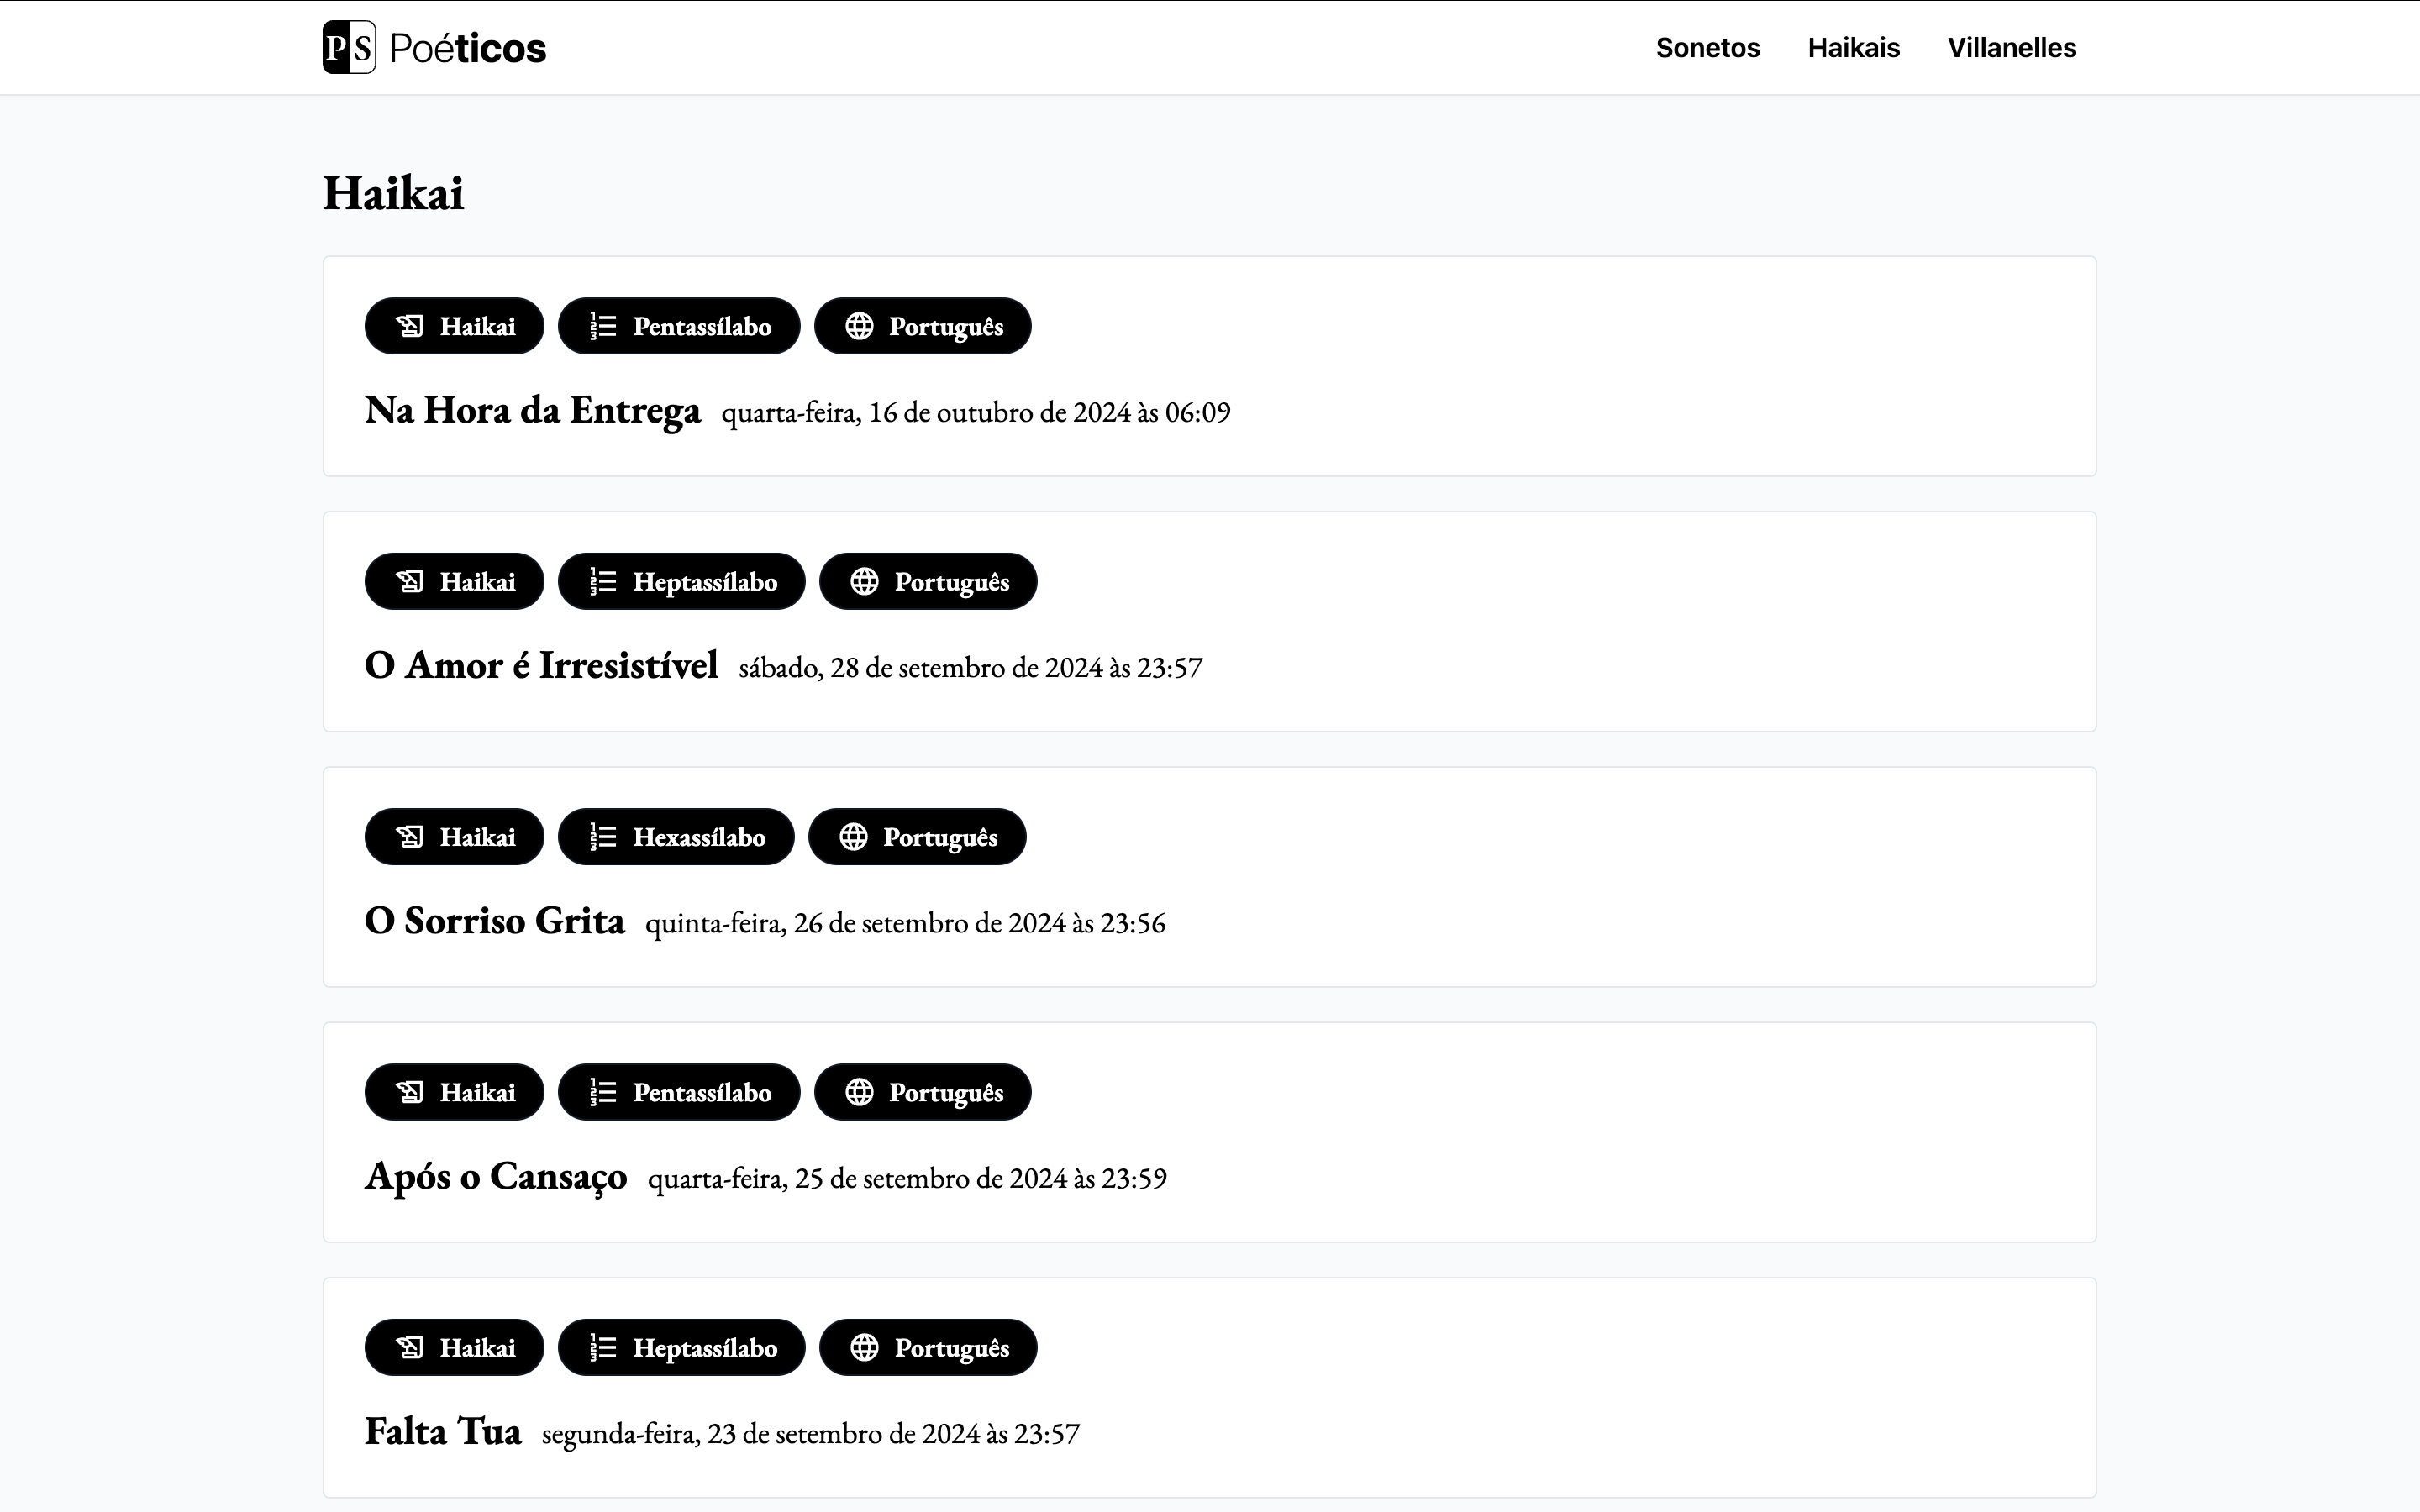 PS Poéticos Sonetos Haikais Villanelles
Haikai
Haikai Pentassílabo Português
Na Hora da Entrega quarta-feira, 16 de outubro de 2024 às 06:09
Haikai Heptassílabo Português
O Amor é Irresistível sábado, 28 de setembro de 2024 às 23:57
Haikai Hexassílabo Português
O Sorriso Grita quinta-feira, 26 de setembro de 2024 às 23:56
Haikai Pentassílabo Português
Após o Cansaço quarta-feira, 25 de setembro de 2024 às 23:59
Haikai Heptassílabo Português
Falta Tua segunda-feira, 23 de setembro de 2024 às 23:57